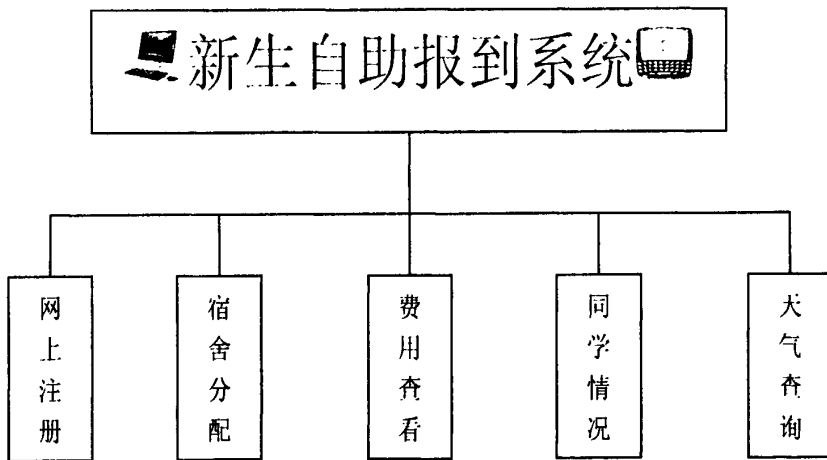 新生自助报到系统
网上注册
宿舍分配
费用查看
同学情况
天气查询